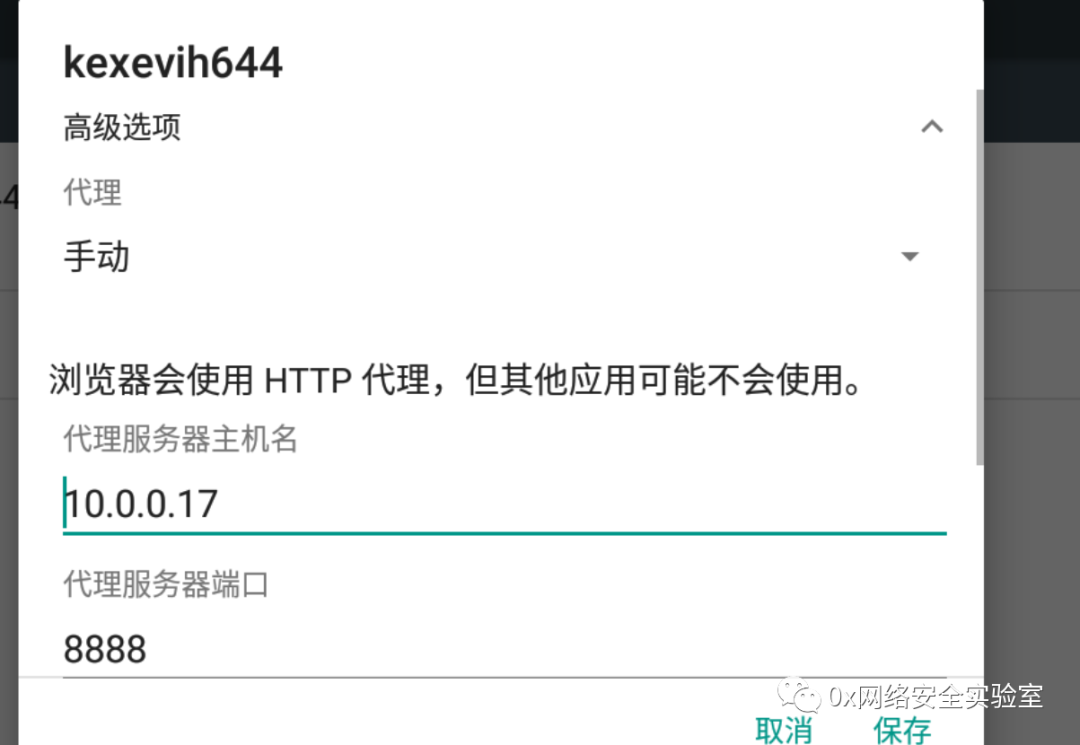 kexevih644
高级选项
代理
4
手动
浏览器会使用 HTTP 代理，但其他应用可能不会使用。
代理服务器主机名
10.0.0.17
代理服务器端口
8888
0x网络安全实验室
取消 保存